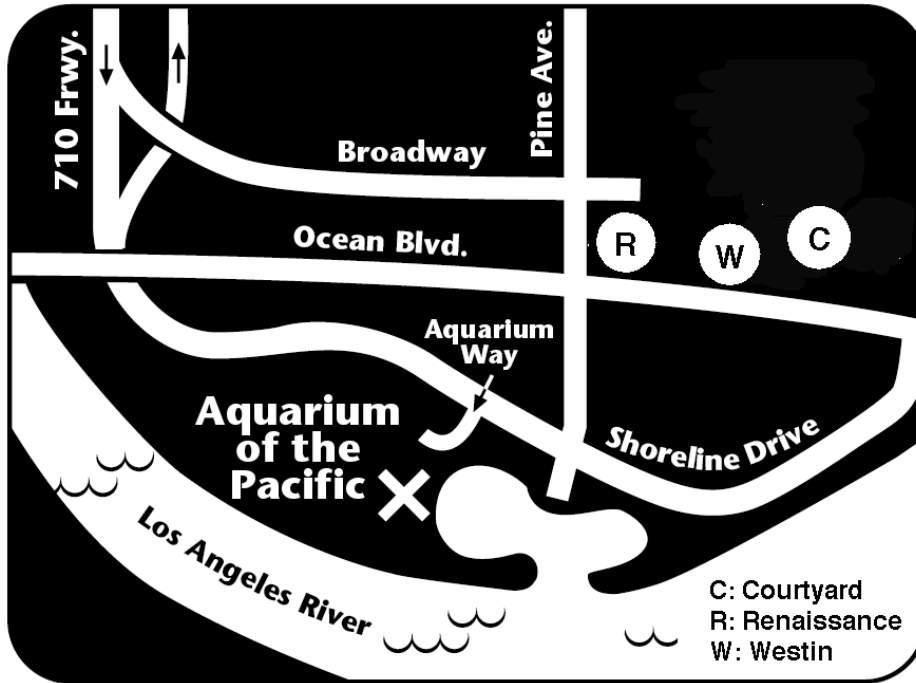 710 Frwy.
Pine Ave.
Broadway
Ocean Blvd.
R
W
C
Aquarium
Way
Aquarium
of the
Pacific
Shoreline Drive
Los Angeles River
C: Courtyard
R: Renaissance
W: Westin